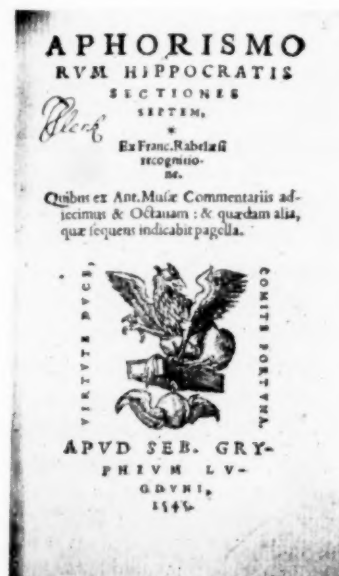 APHORISMO
RVM HIPPOCRATIS
SECTIONES
SEPTEM,
*
Ex Franc. Rabelæsi
recognitio-
ne.
Quibus ex Ant. Musæ Commentariis ad-
iecimus & Octauam: & quædam alia,
quæ sequens indicabit pagella.
VIRTVTE DVCE,
COMITE FORTVNA.
APVD SEB. GRY-
PHIVM LV-
GDVNI,
1545.